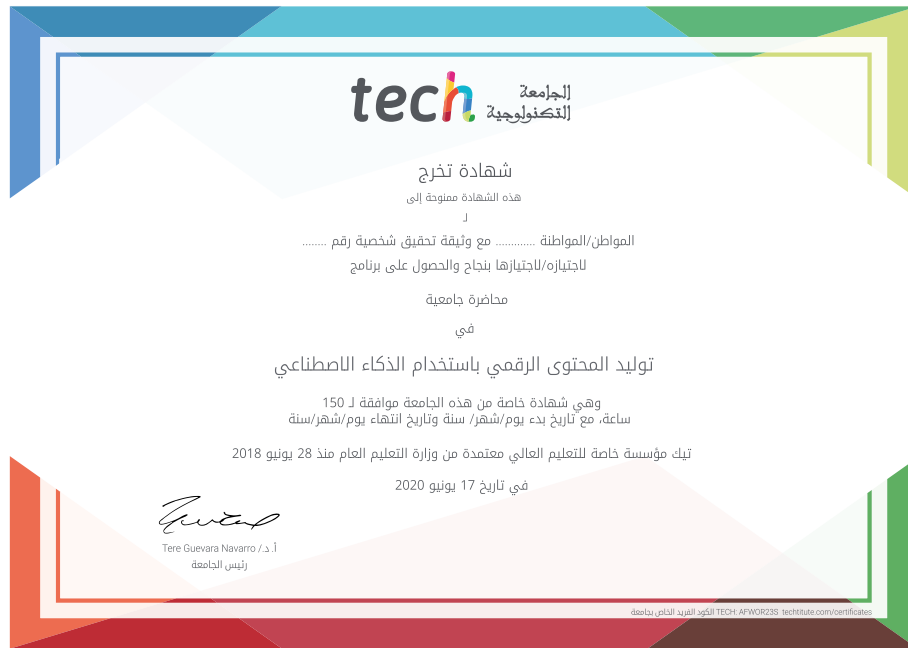 tech
الجامعة
التكنولوجية
شهادة تخرج
هذه الشهادة ممنوحة إلى
لـ
المواطن/المواطنة ............ مع وثيقة تحقيق شخصية رقم ........
لاجتيازه/لاجتيازها بنجاح والحصول على برنامج
محاضرة جامعية
في
توليد المحتوى الرقمي باستخدام الذكاء الاصطناعي
وهي شهادة خاصة من هذه الجامعة موافقة لـ 150
ساعة، مع تاريخ بدء يوم/شهر/ سنة وتاريخ انتهاء يوم/شهر/سنة
تيك مؤسسة خاصة للتعليم العالي معتمدة من وزارة التعليم العام منذ 28 يونيو 2018
في تاريخ 17 يونيو 2020
أ. د./ Tere Guevara Navarro
رئيس الجامعة
الكود الفريد الخاص بجامعة TECH: AFWOR23S techtitute.com/certificates